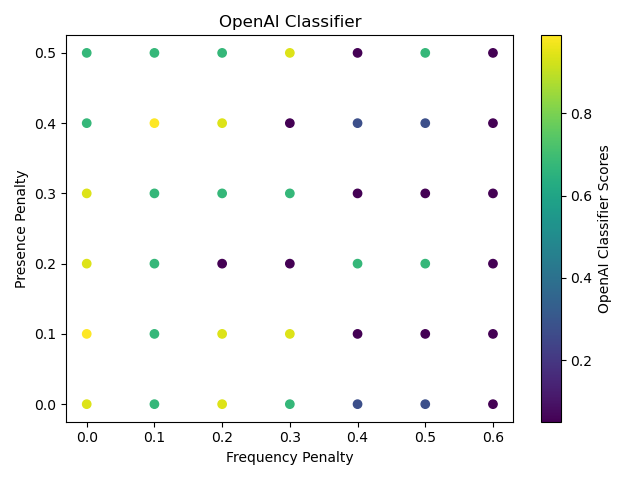 OpenAI Classifier
0.5
0.4
0.3
0.2
0.1
0.0
Presence Penalty
0.0 0.1 0.2 0.3 0.4 0.5 0.6
Frequency Penalty
0.8
0.6
0.4
0.2
OpenAI Classifier Scores